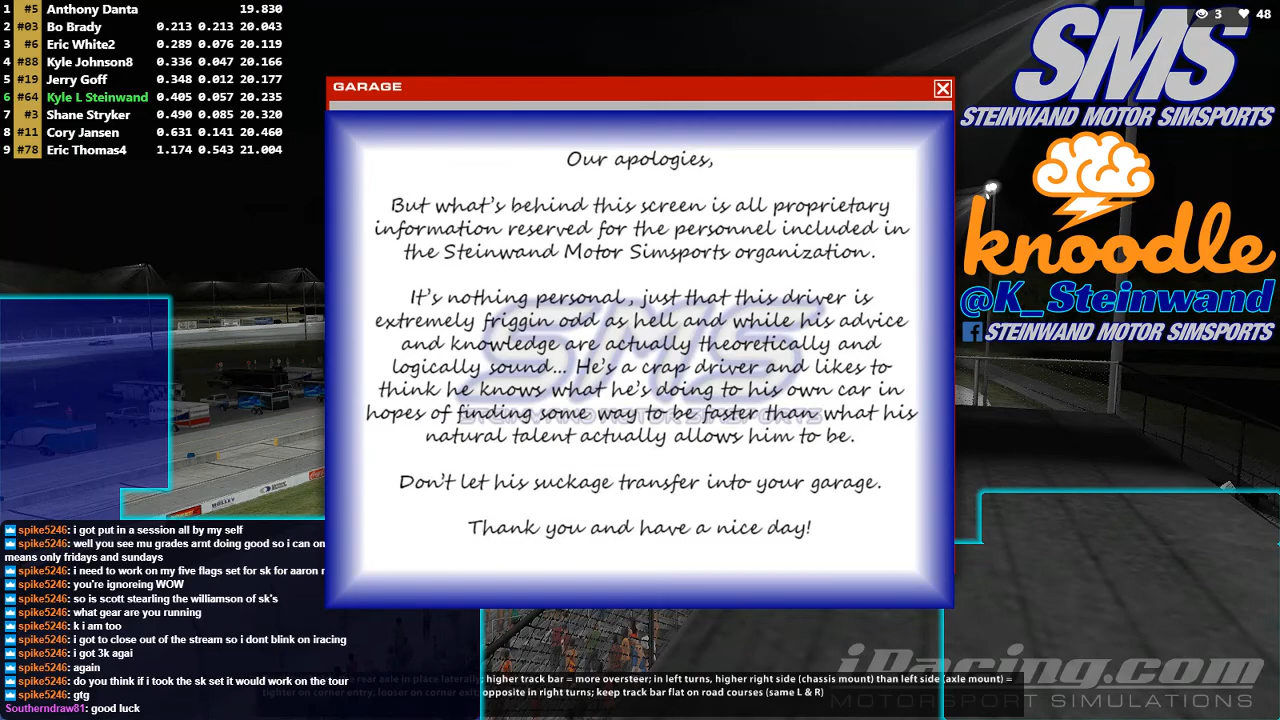 1 #5 Anthony Danta 19.830
2 #03 Bo Brady 0.213 0.213 20.043
3 #6 Eric White2 0.289 0.076 20.119
4 #88 Kyle Johnson8 0.336 0.047 20.166
5 #19 Jerry Goff 0.348 0.012 20.177
6 #64 Kyle L Steinwand 0.405 0.057 20.235
7 #3 Shane Stryker 0.490 0.085 20.320
8 #11 Cory Jansen 0.631 0.141 20.460
9 #78 Eric Thomas4 1.174 0.543 21.004
3 48
SMS
STEINWAND MOTOR SIMSPORTS
knoodle
@K_Steinwand
STEINWAND MOTOR SIMSPORTS
GARAGE
Our apologies,
But what's behind this screen is all proprietary
information reserved for the personnel included in
the Steinwand Motor Simsports organization.
It's nothing personal, just that this driver is
extremely friggin odd as hell and while his advice
and knowledge are actually theoretically and
logically sound... He's a crap driver and likes to
think he knows what he's doing to his own car in
hopes of finding some way to be faster than what his
natural talent actually allows him to be.
Don't let his suckage transfer into your garage.
Thank you and have a nice day!
SMS
STEINWAND MOTOR SIMSPORTS
spike5246: i got put in a session all by my self
spike5246: well you see mu grades arnt doing good so i can on
means only fridays and sundays
spike5246: i need to work on my five flags set for sk for aaron
spike5246: you're ignoreing WOW
spike5246: so is scott stearling the williamson of sk's
spike5246: what gear are you running
spike5246: k i am too
spike5246: i got to close out of the stream so i dont blink on iracing
spike5246: i got 3k agai
spike5246: again
spike5246: do you think if i took the sk set it would work on the tour
spike5246: gtg
Southerndraw81: good luck
rear axle in place laterally; higher track bar = more oversteer; in left turns, higher right side (chassis mount) than left side (axle mount) =
tighter on corner entry, looser on corner exit; opposite in right turns; keep track bar flat on road courses (same L & R)
iRacing.com
MOTORSPORT SIMULATIONS